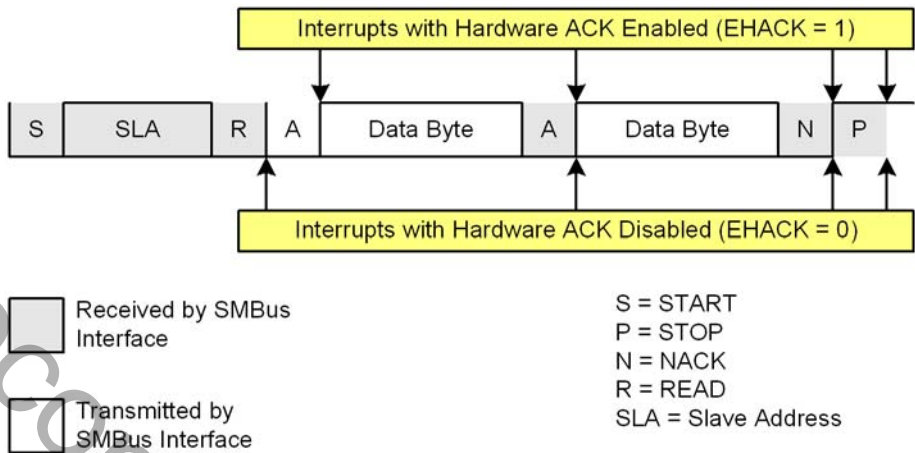 Interrupts with Hardware ACK Enabled (EHACK = 1)
S SLA R A Data Byte A Data Byte N P
Interrupts with Hardware ACK Disabled (EHACK = 0)
Received by SMBus
Interface
Transmitted by
SMBus Interface
S = START
P = STOP
N = NACK
R = READ
SLA = Slave Address